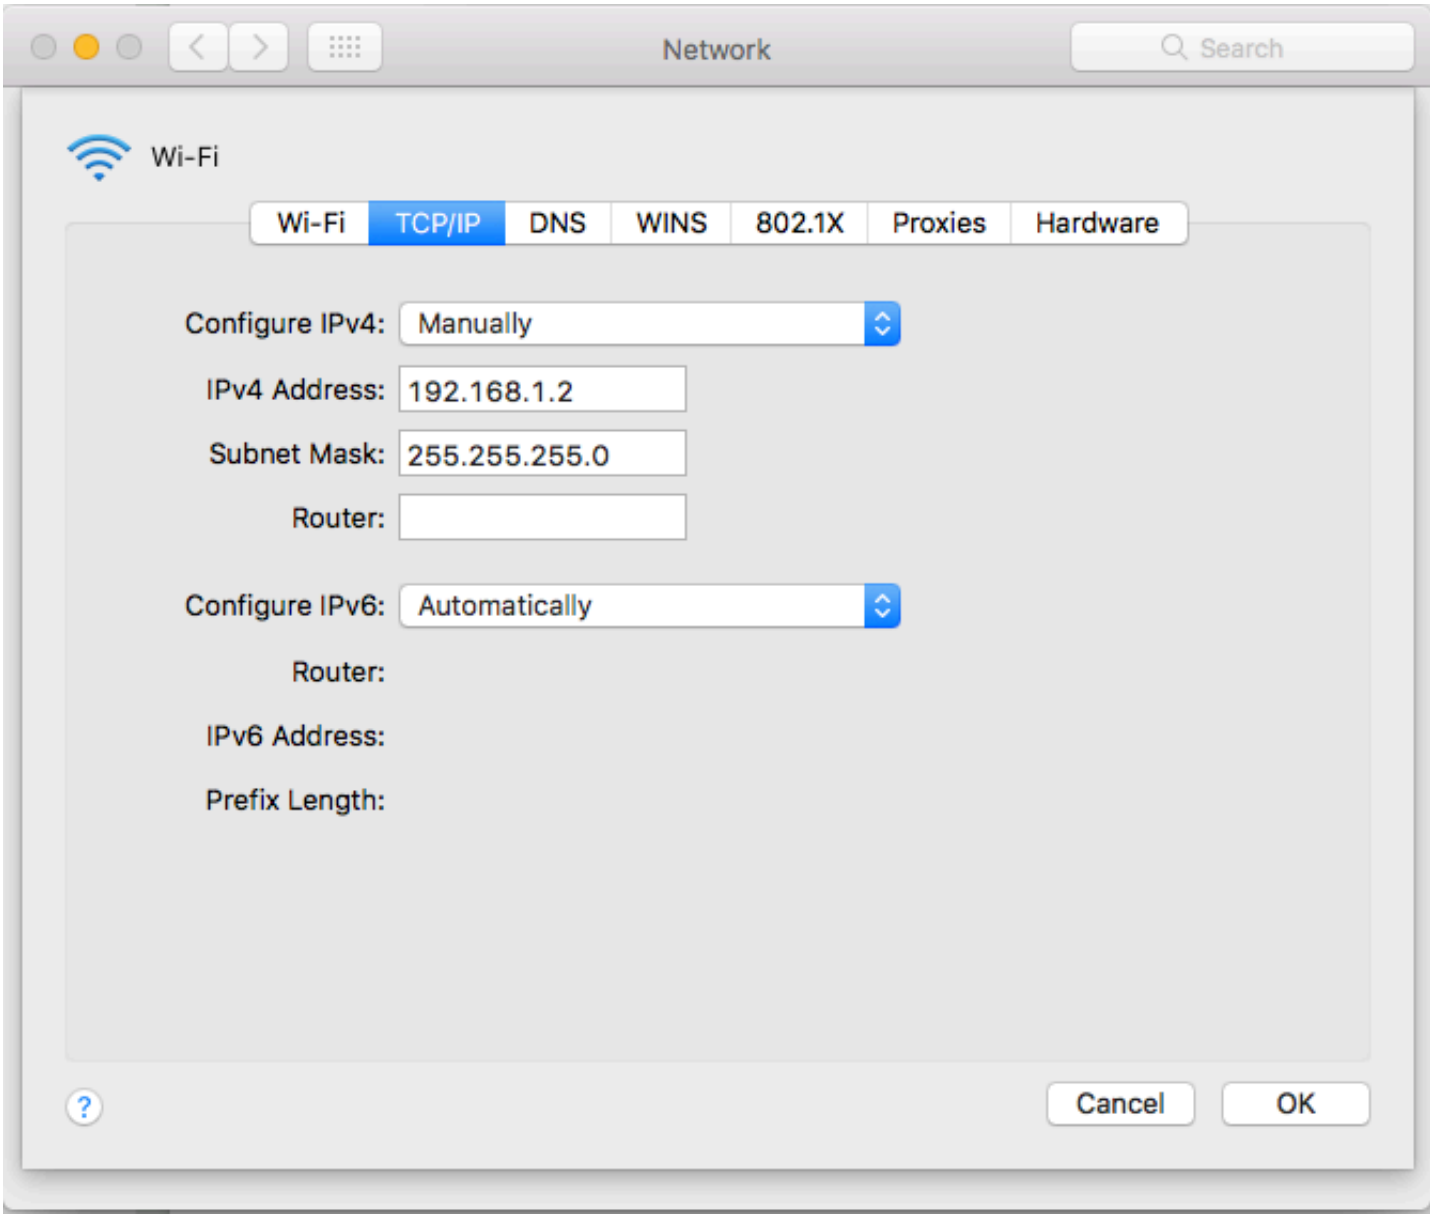 Network
Search
Wi-Fi
Wi-Fi TCP/IP DNS WINS 802.1X Proxies Hardware
Configure IPv4: Manually
IPv4 Address: 192.168.1.2
Subnet Mask: 255.255.255.0
Router:
Configure IPv6: Automatically
Router:
IPv6 Address:
Prefix Length:
? Cancel OK